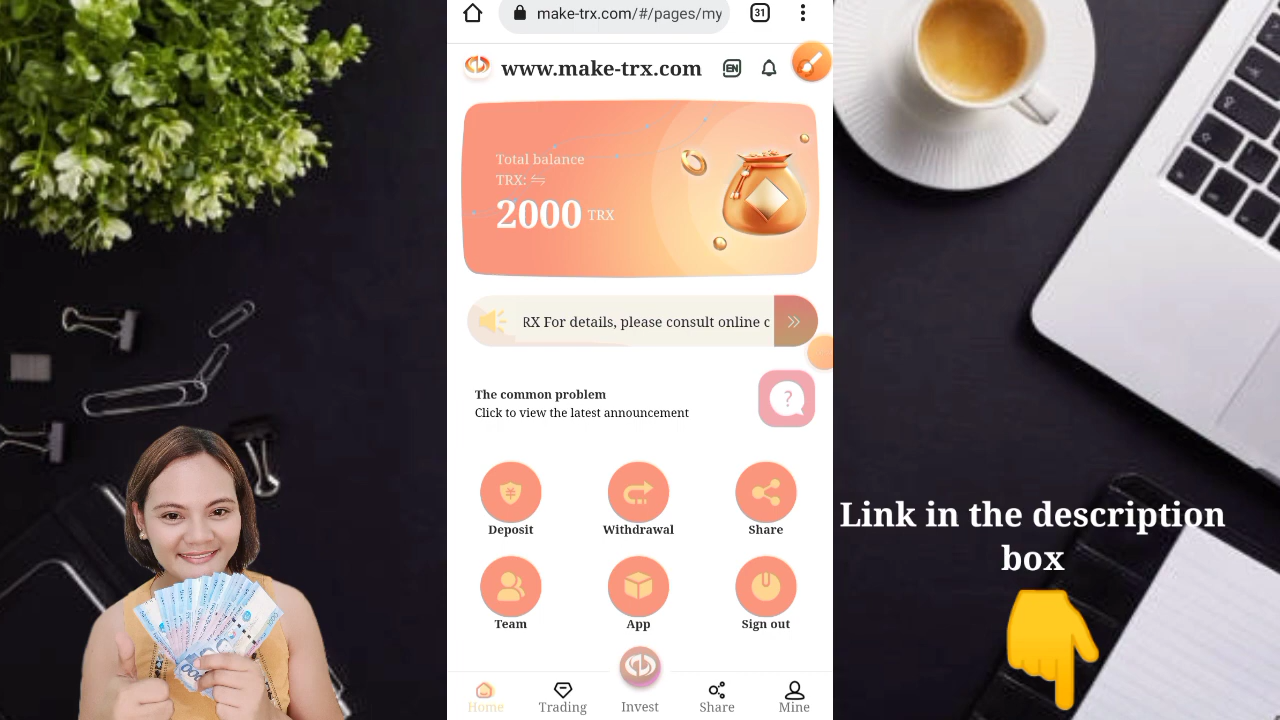 31
make-trx.com/#/pages/my
www.make-trx.com
EN
Total balance
TRX:
2000 TRX
RX For details, please consult online c
The common problem
Click to view the latest announcement
?
Deposit
Withdrawal
Share
Team
App
Sign out
Link in the description
box
Home
Trading
Invest
Share
Mine